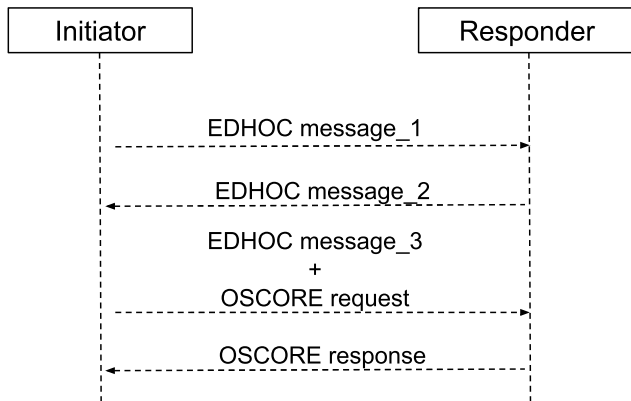 Initiator
Responder
EDHOC message_1
EDHOC message_2
EDHOC message_3
+
OSCORE request
OSCORE response